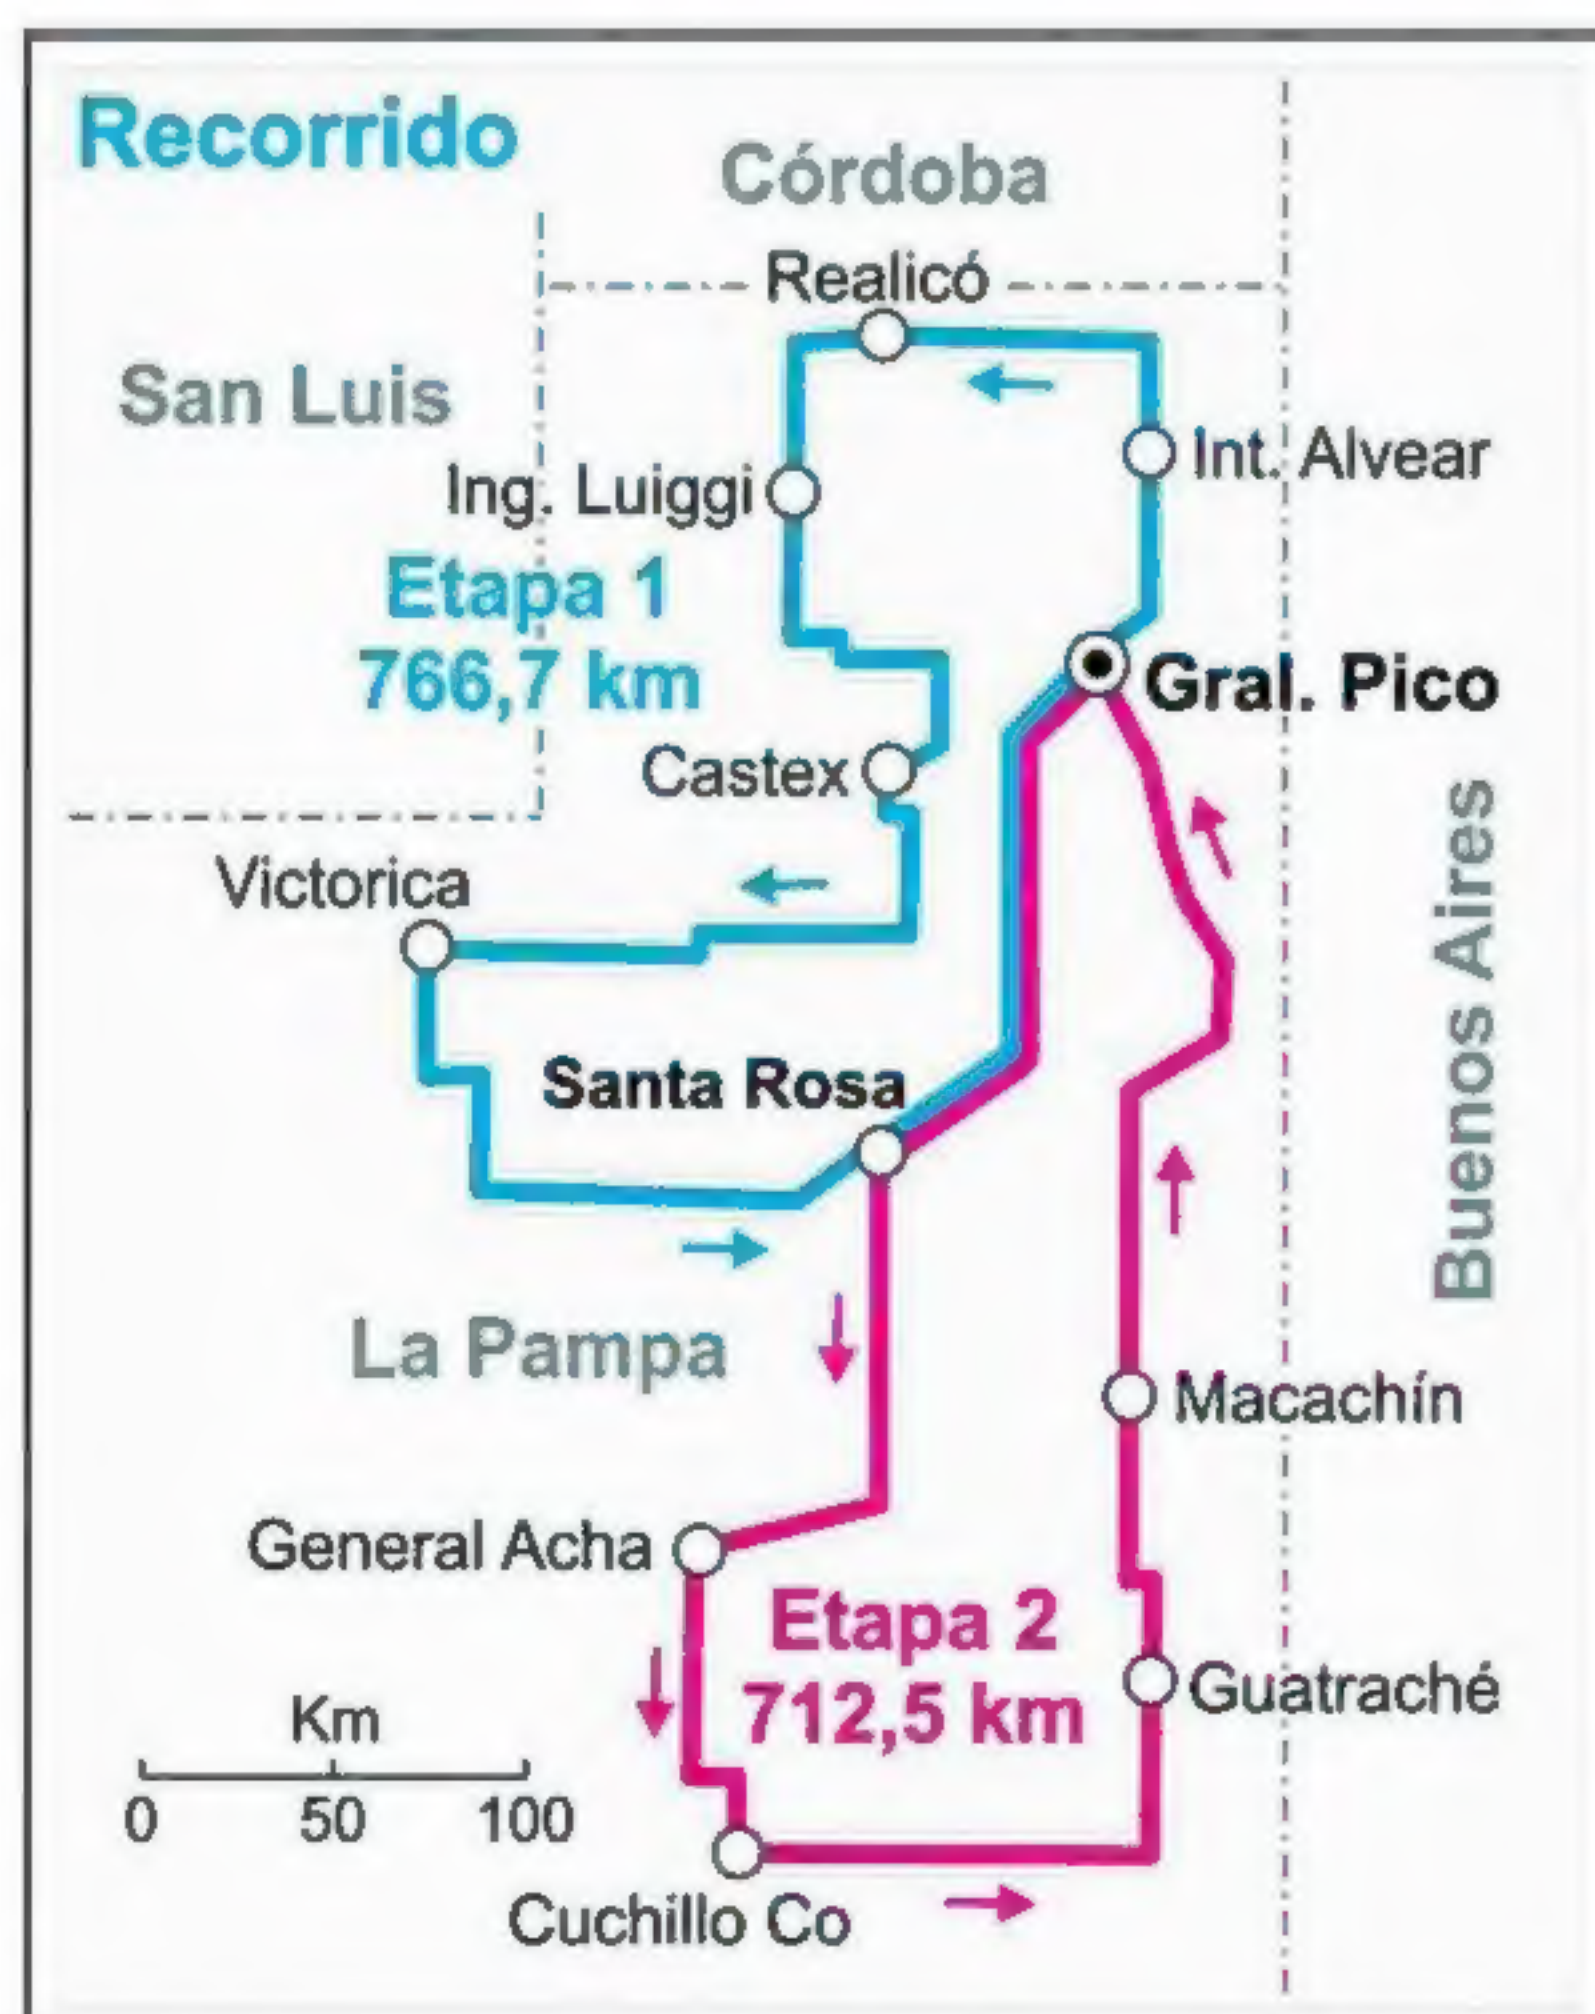 Recorrido
Córdoba
Realicó
San Luis
Int. Alvear
Ing. Luiggi
Etapa 1
766,7 km
Gral. Pico
Castex
Buenos Aires
Victorica
Santa Rosa
La Pampa
Macachín
General Acha
Etapa 2
712,5 km
Guatraché
Km
0 50 100
Cuchillo Co